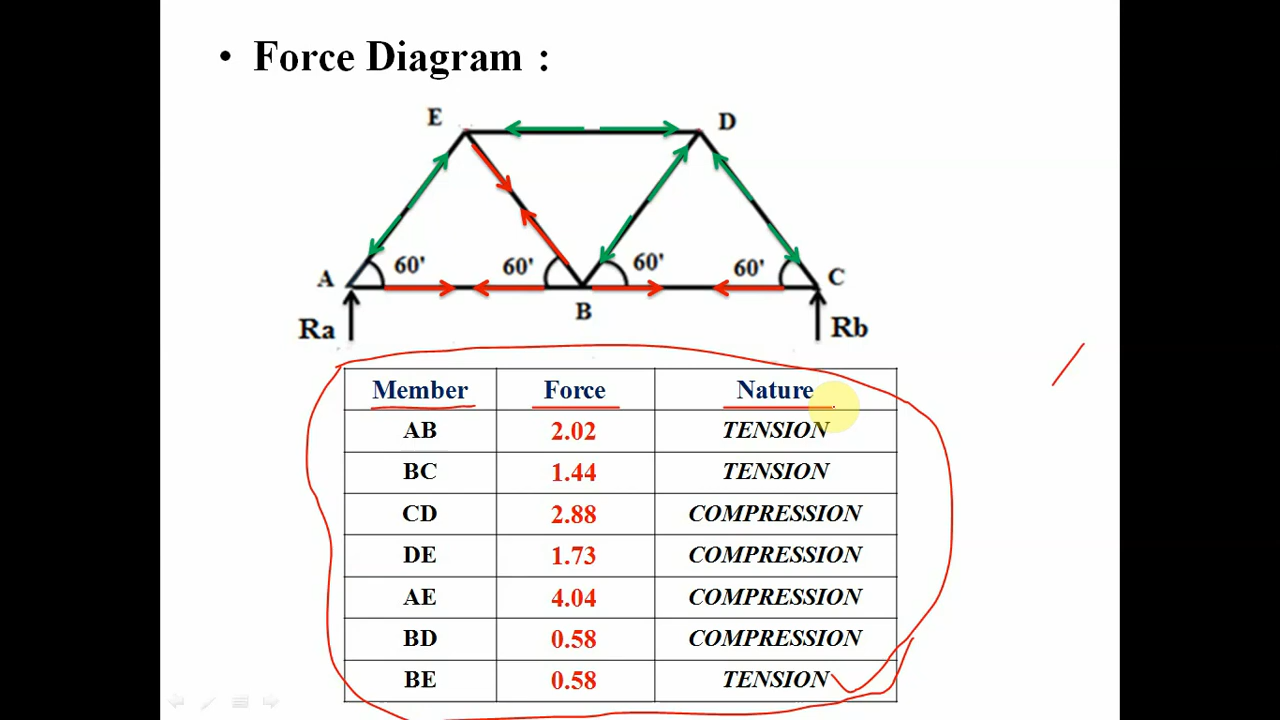 • Force Diagram :
E D
60' 60' 60' 60'
A C
B
Ra Rb
Member Force Nature
AB 2.02 TENSION
BC 1.44 TENSION
CD 2.88 COMPRESSION
DE 1.73 COMPRESSION
AE 4.04 COMPRESSION
BD 0.58 COMPRESSION
BE 0.58 TENSION